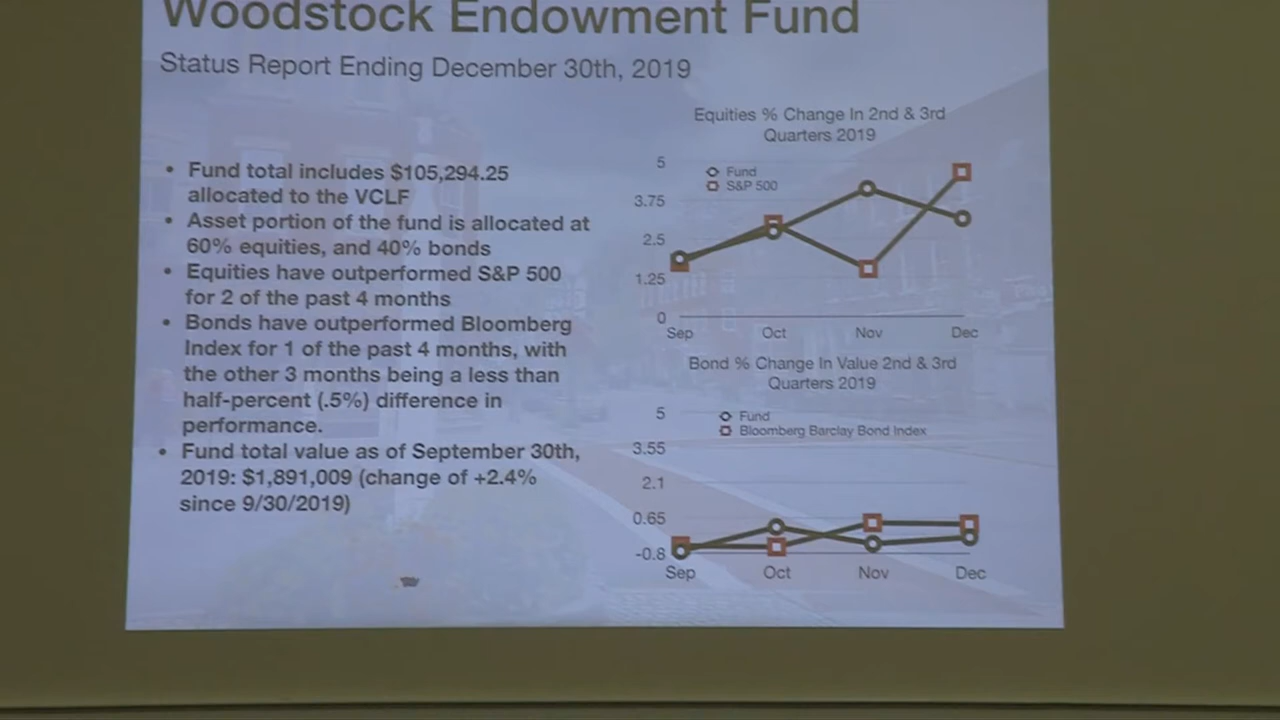 Woodstock Endowment Fund
Status Report Ending December 30th, 2019
• Fund total includes $105,294.25
allocated to the VCLF
• Asset portion of the fund is allocated at
60% equities, and 40% bonds
• Equities have outperformed S&P 500
for 2 of the past 4 months
• Bonds have outperformed Bloomberg
Index for 1 of the past 4 months, with
the other 3 months being a less than
half-percent (.5%) difference in
performance.
• Fund total value as of September 30th,
2019: $1,891,009 (change of +2.4%
since 9/30/2019)
Equities % Change In 2nd & 3rd
Quarters 2019
Fund
S&P 500
5
3.75
2.5
1.25
0
Sep Oct Nov Dec
Bond % Change In Value 2nd & 3rd
Quarters 2019
Fund
Bloomberg Barclay Bond Index
5
3.55
2.1
0.65
-0.8
Sep Oct Nov Dec